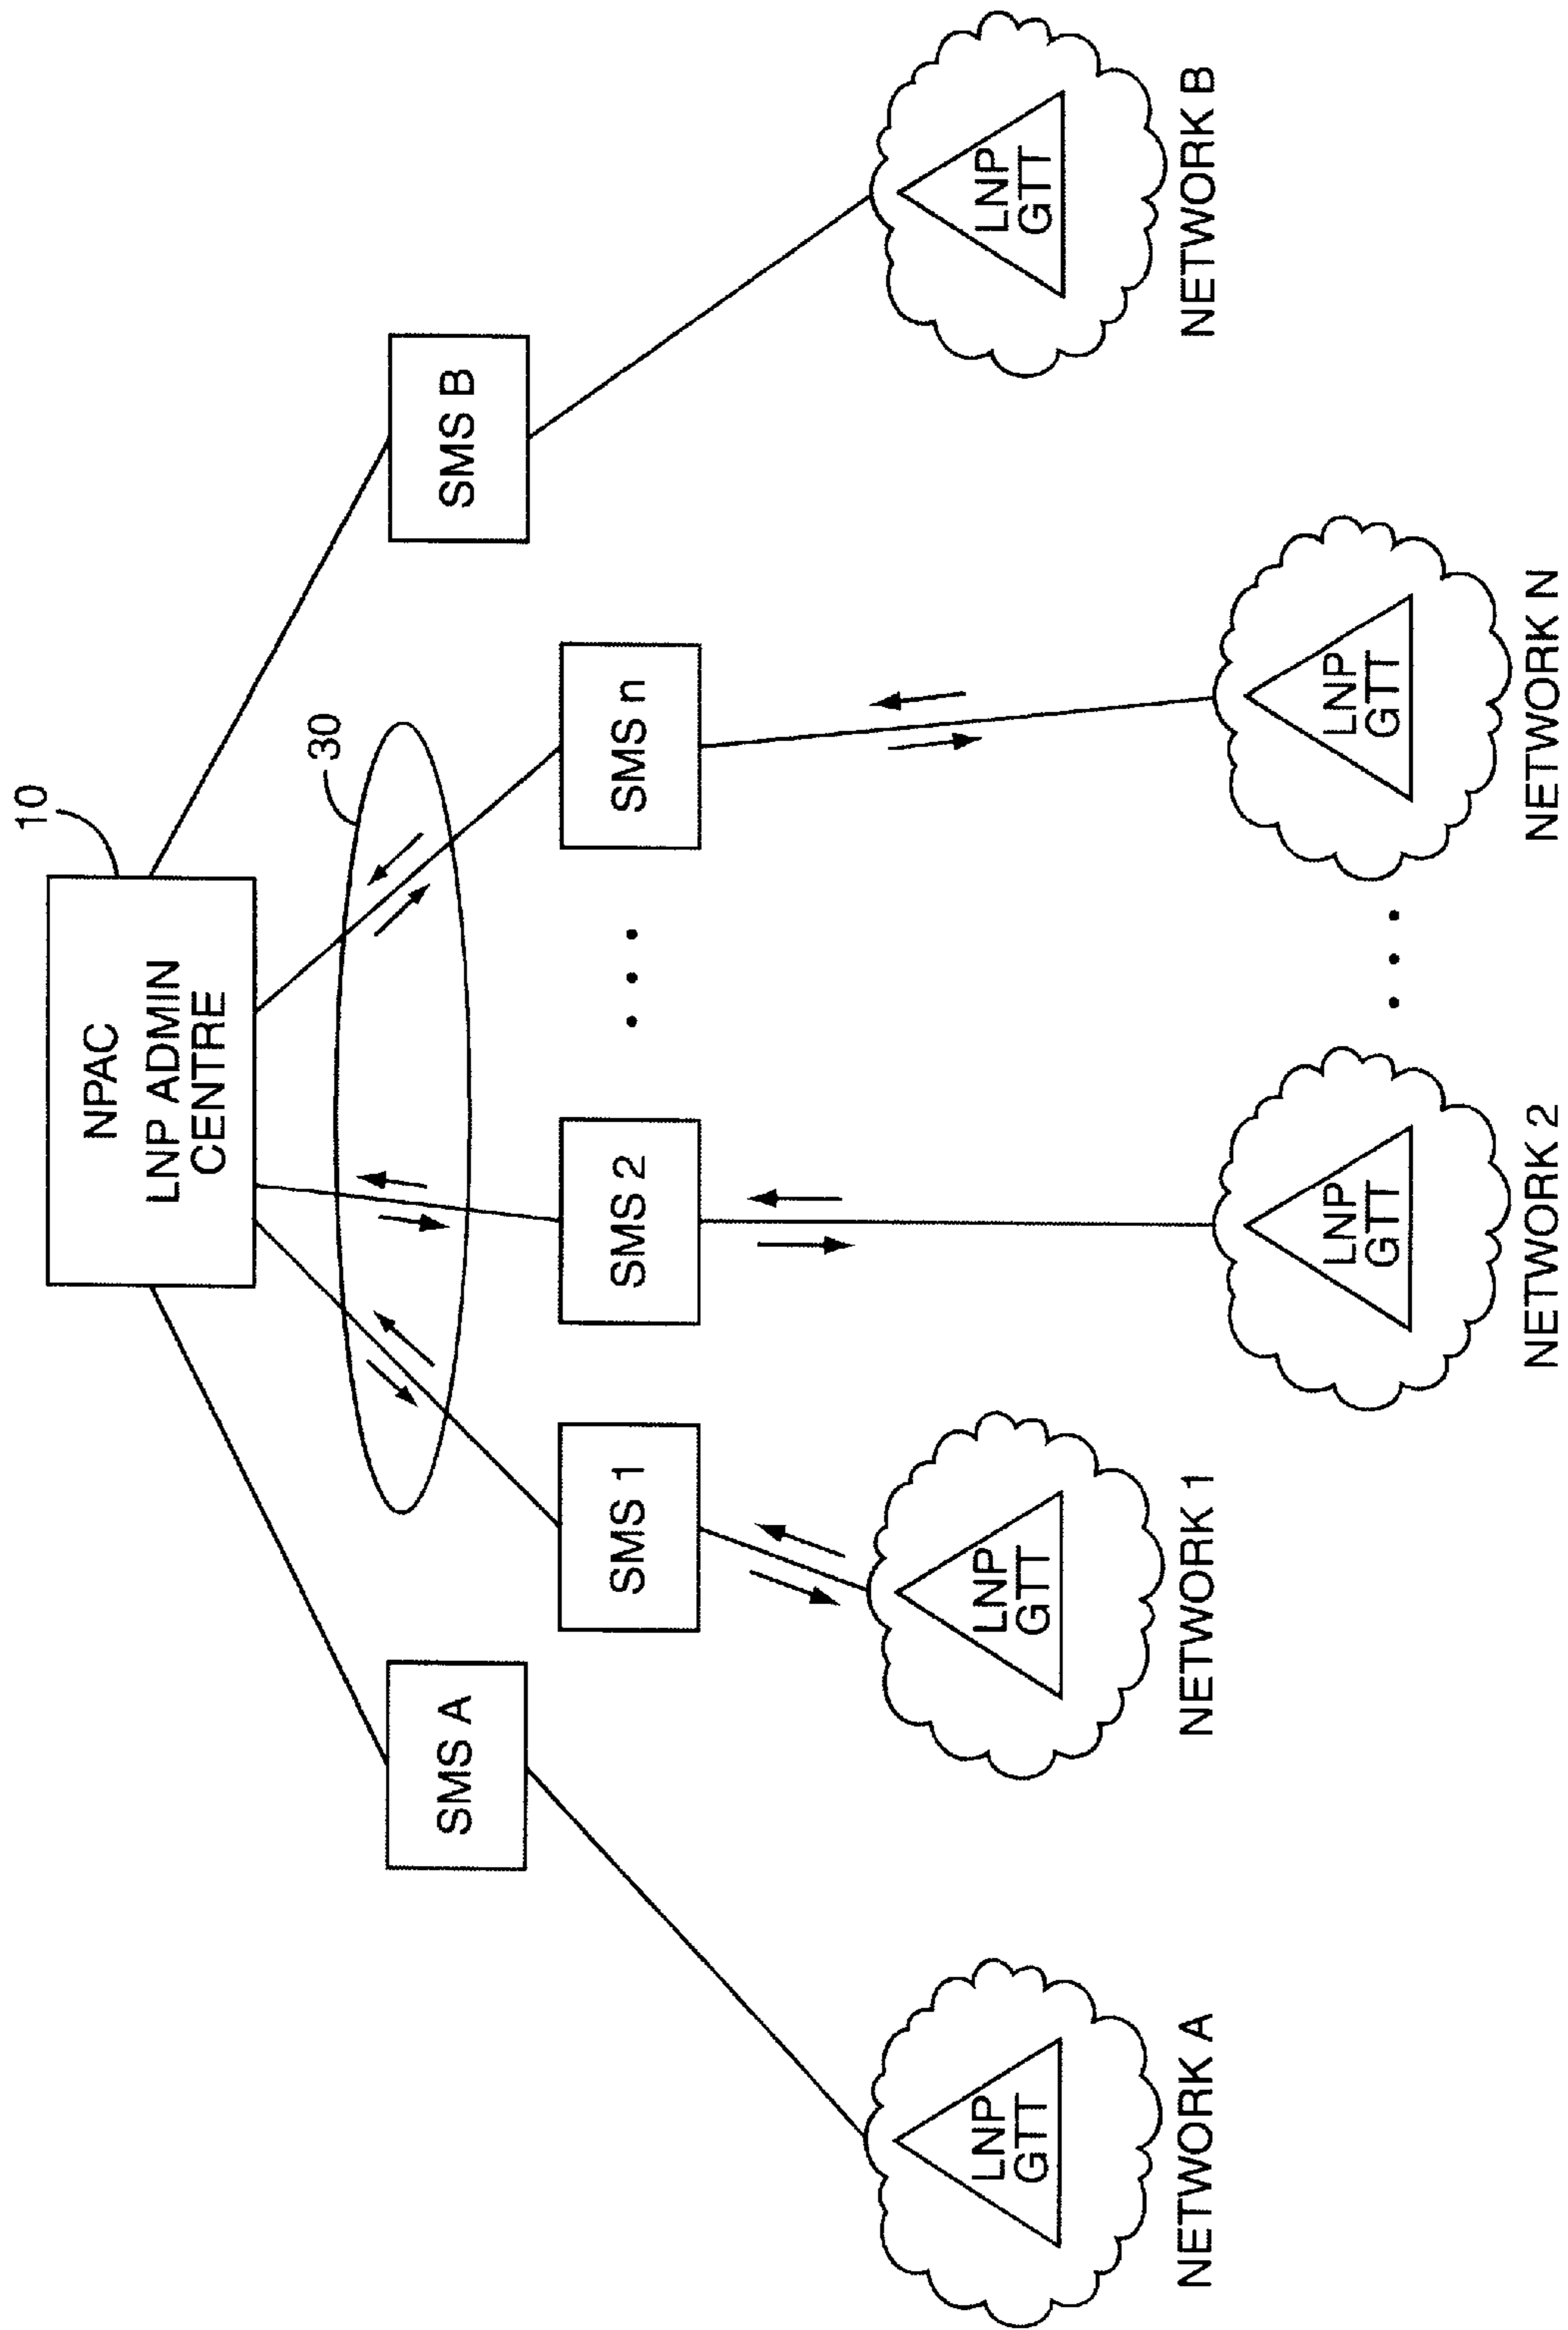 10
NPAC
LNP ADMIN
CENTRE
30
SMS A
SMS 1
SMS 2
SMS n
SMS B
LNP
GTT
NETWORK A
LNP
GTT
NETWORK 1
LNP
GTT
NETWORK 2
LNP
GTT
NETWORK N
LNP
GTT
NETWORK B